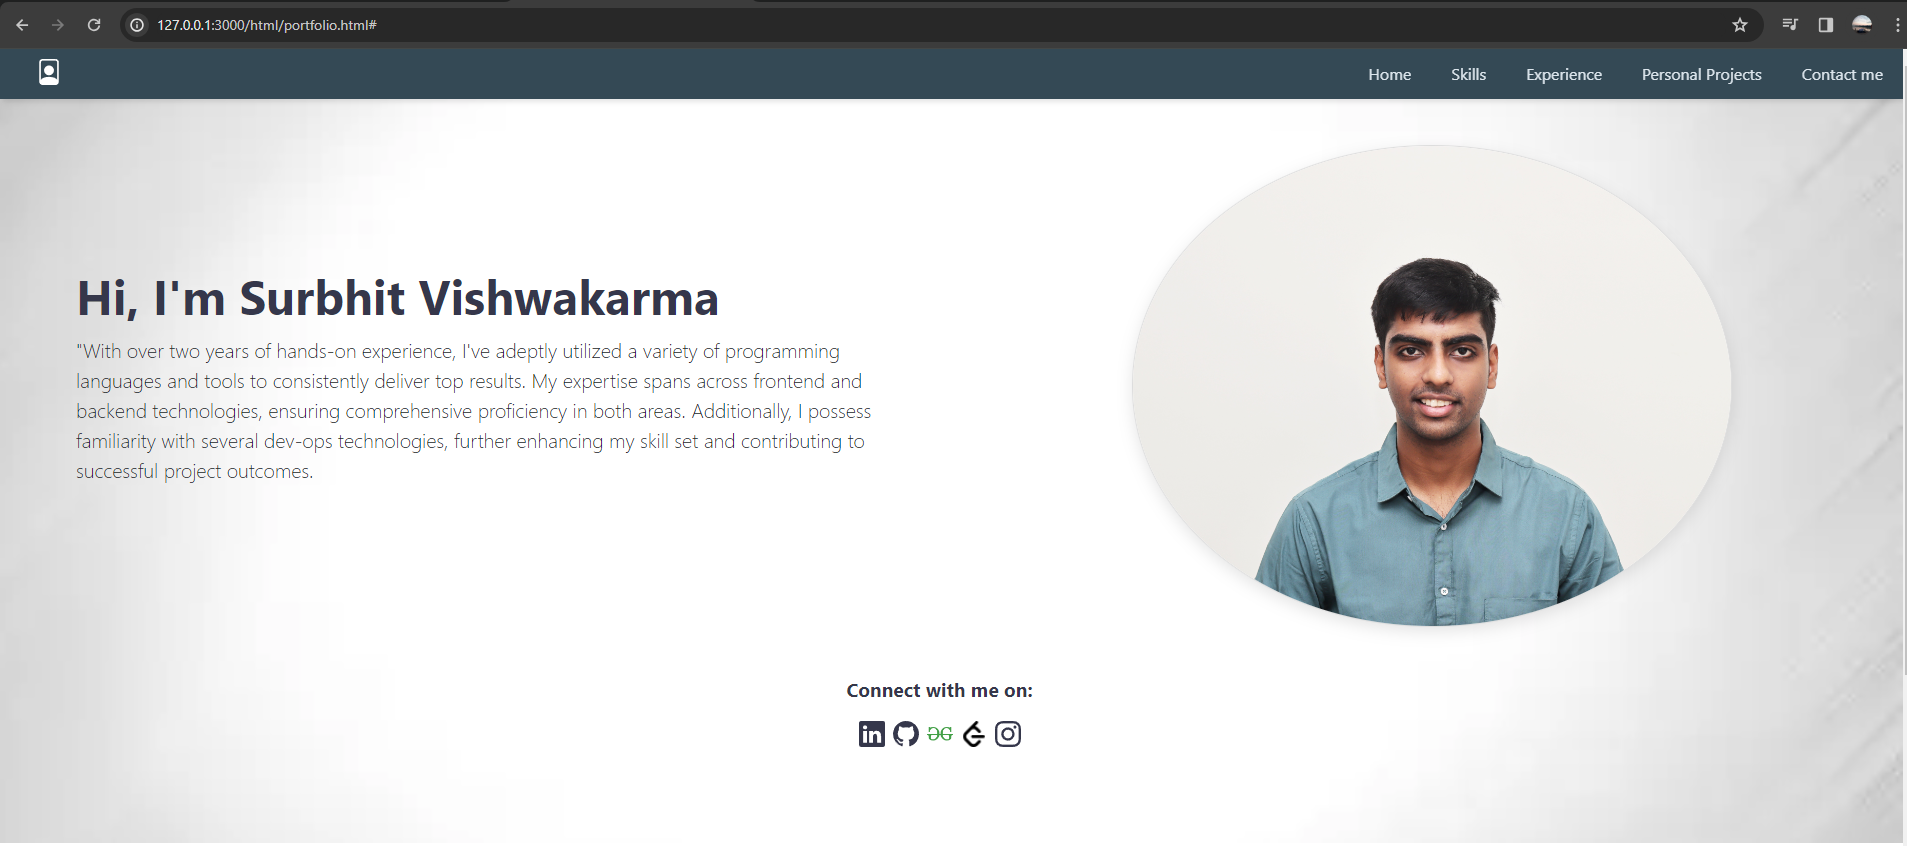 127.0.0.1:3000/html/portfolio.html#
Home Skills Experience Personal Projects Contact me
Hi, I'm Surbhit Vishwakarma
"With over two years of hands-on experience, I've adeptly utilized a variety of programming
languages and tools to consistently deliver top results. My expertise spans across frontend and
backend technologies, ensuring comprehensive proficiency in both areas. Additionally, I possess
familiarity with several dev-ops technologies, further enhancing my skill set and contributing to
successful project outcomes.
Connect with me on:
in